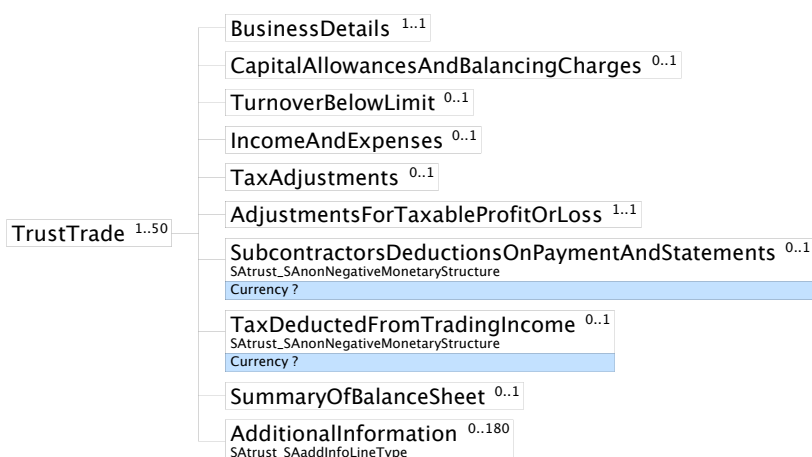 BusinessDetails 1..1
CapitalAllowancesAndBalancingCharges 0..1
TurnoverBelowLimit 0..1
IncomeAndExpenses 0..1
TaxAdjustments 0..1
AdjustmentsForTaxableProfitOrLoss 1..1
TrustTrade 1..50
SubcontractorsDeductionsOnPaymentAndStatements 0..1
SAtrust_SAnonNegativeMonetaryStructure
Currency ?
TaxDeductedFromTradingIncome 0..1
SAtrust_SAnonNegativeMonetaryStructure
Currency ?
SummaryOfBalanceSheet 0..1
AdditionalInformation 0..180
SAtrust_SAaddInfoLineType